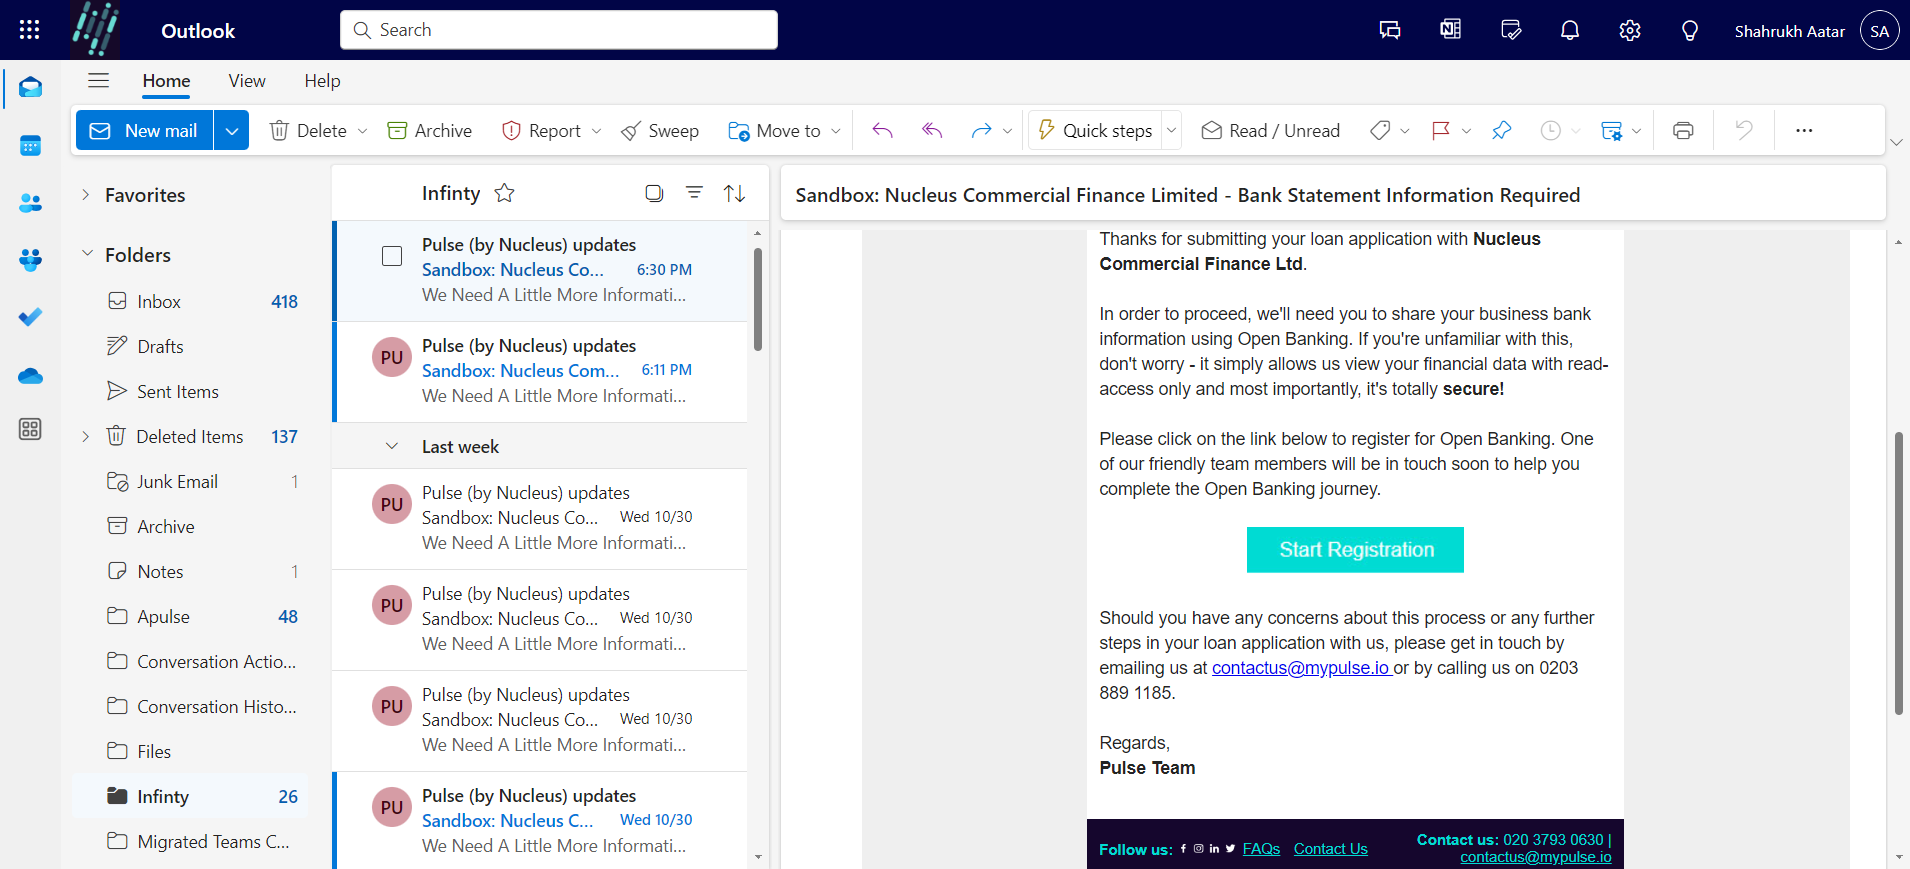 Outlook
Search
Shahrukh Aatar
SA
Home
View
Help
New mail
Delete
Archive
Report
Sweep
Move to
Quick steps
Read / Unread
Favorites
Folders
Inbox 418
Drafts
Sent Items
Deleted Items 137
Junk Email 1
Archive
Notes 1
Apulse 48
Conversation Actio...
Conversation Histo...
Files
Infinty 26
Migrated Teams C...
Infinty
Pulse (by Nucleus) updates
Sandbox: Nucleus Co... 6:30 PM
We Need A Little More Informati...
PU
Pulse (by Nucleus) updates
Sandbox: Nucleus Com... 6:11 PM
We Need A Little More Informati...
Last week
PU
Pulse (by Nucleus) updates
Sandbox: Nucleus Co... Wed 10/30
We Need A Little More Informati...
PU
Pulse (by Nucleus) updates
Sandbox: Nucleus Co... Wed 10/30
We Need A Little More Informati...
PU
Pulse (by Nucleus) updates
Sandbox: Nucleus Co... Wed 10/30
We Need A Little More Informati...
PU
Pulse (by Nucleus) updates
Sandbox: Nucleus C... Wed 10/30
We Need A Little More Informati...
Sandbox: Nucleus Commercial Finance Limited - Bank Statement Information Required
Thanks for submitting your loan application with Nucleus
Commercial Finance Ltd.
In order to proceed, we'll need you to share your business bank
information using Open Banking. If you're unfamiliar with this,
don't worry - it simply allows us view your financial data with read-
access only and most importantly, it's totally secure!
Please click on the link below to register for Open Banking. One
of our friendly team members will be in touch soon to help you
complete the Open Banking journey.
Start Registration
Should you have any concerns about this process or any further
steps in your loan application with us, please get in touch by
emailing us at contactus@mypulse.io or by calling us on 0203
889 1185.
Regards,
Pulse Team
Follow us: FAQs Contact Us
Contact us: 020 3793 0630 |
contactus@mypulse.io